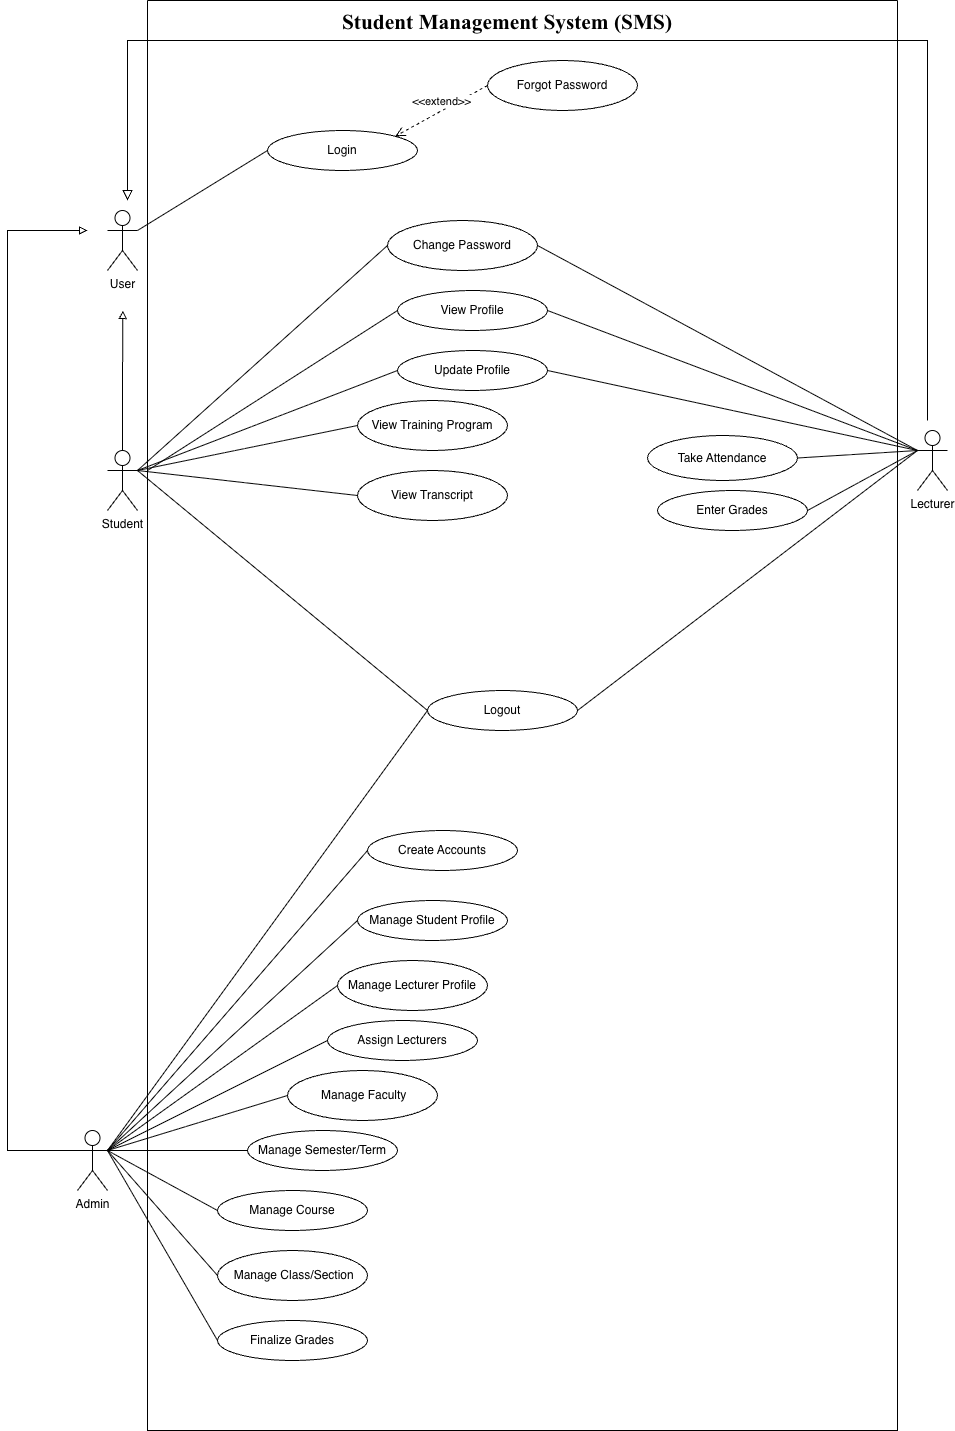 Student Management System (SMS)
Forgot Password
<<extend>>
Login
User
Change Password
View Profile
Update Profile
View Training Program
Take Attendance
View Transcript
Enter Grades
Student
Lecturer
Logout
Create Accounts
Manage Student Profile
Manage Lecturer Profile
Assign Lecturers
Manage Faculty
Manage Semester/Term
Admin
Manage Course
Manage Class/Section
Finalize Grades